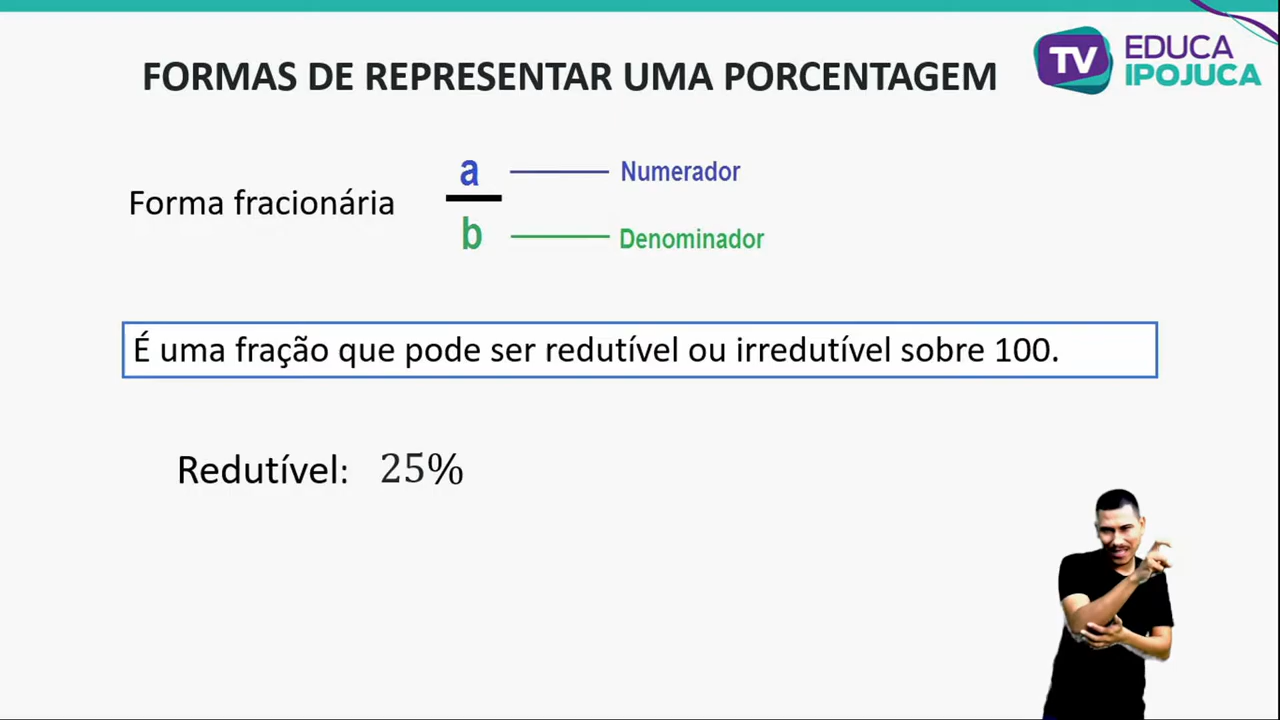 FORMAS DE REPRESENTAR UMA PORCENTAGEM
TV EDUCA
IPOJUCA
Forma fracionária
a Numerador
b Denominador
É uma fração que pode ser redutível ou irredutível sobre 100.
Redutível: 25%